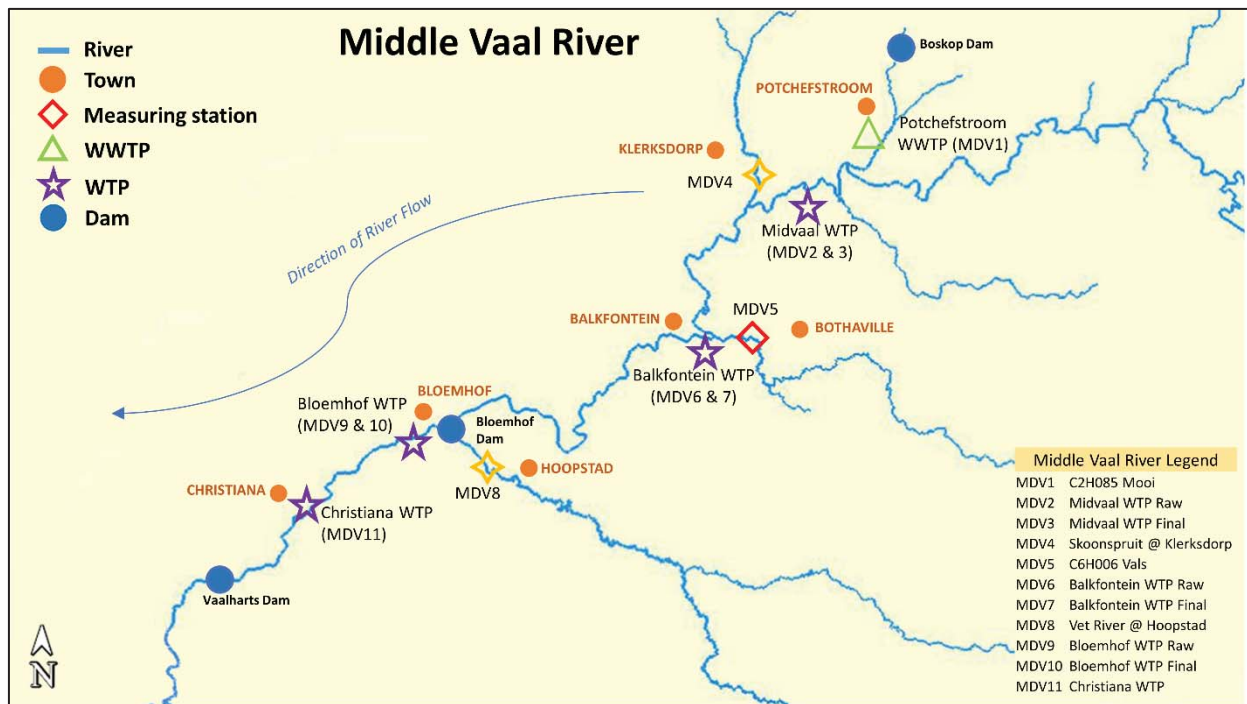 Middle Vaal River
River
Town
Measuring station
WWTP
WTP
Dam
Boskop Dam
POTCHEFSTROOM
Potchefstroom
WWTP (MDV1)
KLERKSDORP
MDV4
Midvaal WTP
(MDV2 & 3)
Direction of River Flow
MDV5
BALKFONTEIN
BOTHAVILLE
Balkfontein WTP
(MDV6 & 7)
BLOEMHOF
Bloemhof WTP
(MDV9 & 10)
Bloemhof
Dam
HOOPSTAD
MDV8
CHRISTIANA
Christiana WTP
(MDV11)
Vaalharts Dam
N
Middle Vaal River Legend
MDV1 C2H085 Mooi
MDV2 Midvaal WTP Raw
MDV3 Midvaal WTP Final
MDV4 Skoonspruit @ Klerksdorp
MDV5 C6H006 Vals
MDV6 Balkfontein WTP Raw
MDV7 Balkfontein WTP Final
MDV8 Vet River @ Hoopstad
MDV9 Bloemhof WTP Raw
MDV10 Bloemhof WTP Final
MDV11 Christiana WTP